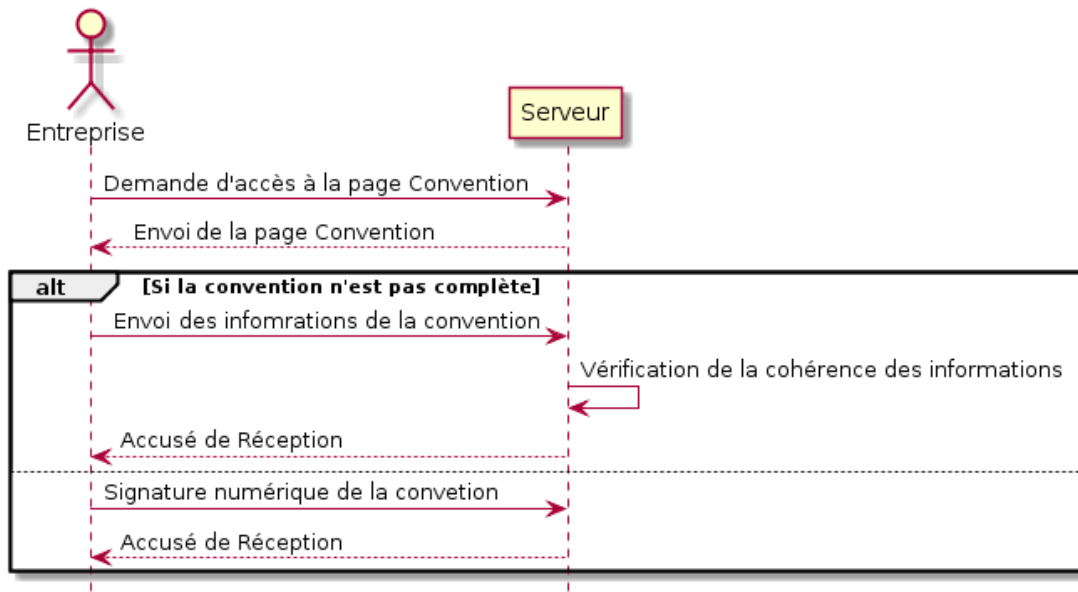 Entreprise
Serveur
Demande d'accès à la page Convention
Envoi de la page Convention
alt
[Si la convention n'est pas complète]
Envoi des infomrations de la convention
Vérification de la cohérence des informations
Accusé de Réception
Signature numérique de la convetion
Accusé de Réception